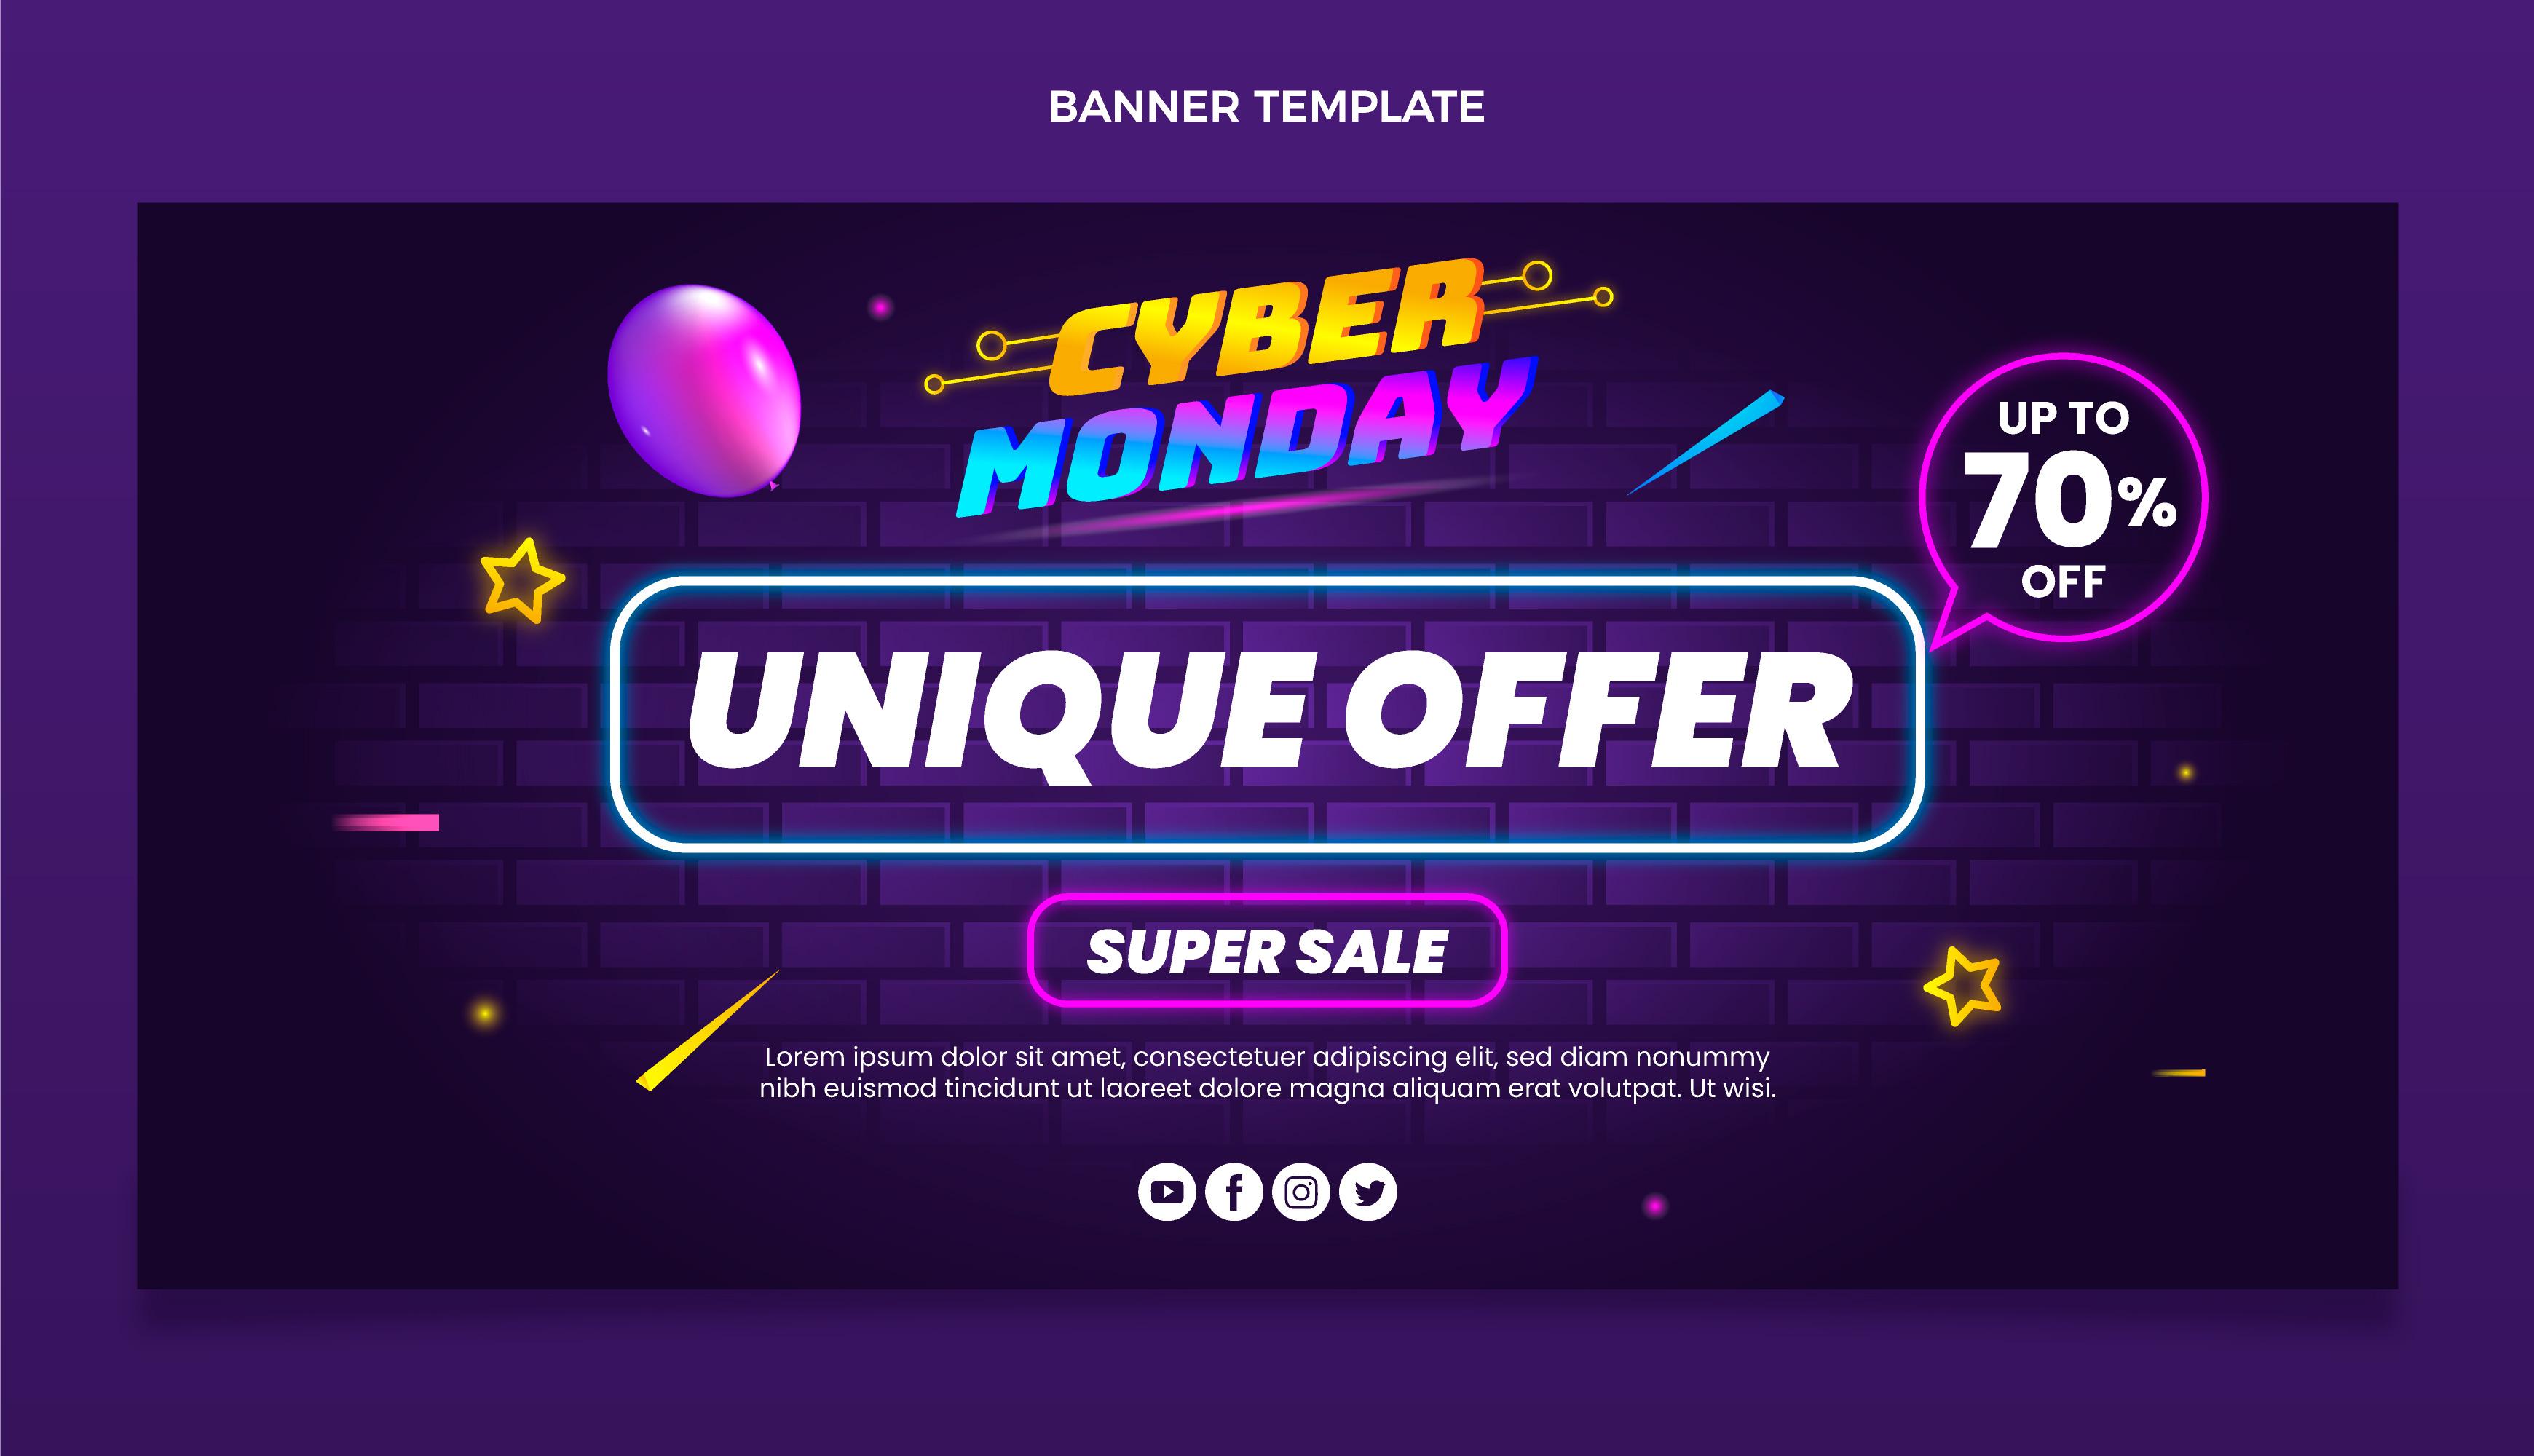 BANNER TEMPLATE
CYBER
MONDAY
UP TO
70%
OFF
UNIQUE OFFER
SUPER SALE
Lorem ipsum dolor sit amet, consectetuer adipiscing elit, sed diam nonummy
nibh euismod tincidunt ut laoreet dolore magna aliquam erat volutpat. Ut wisi.